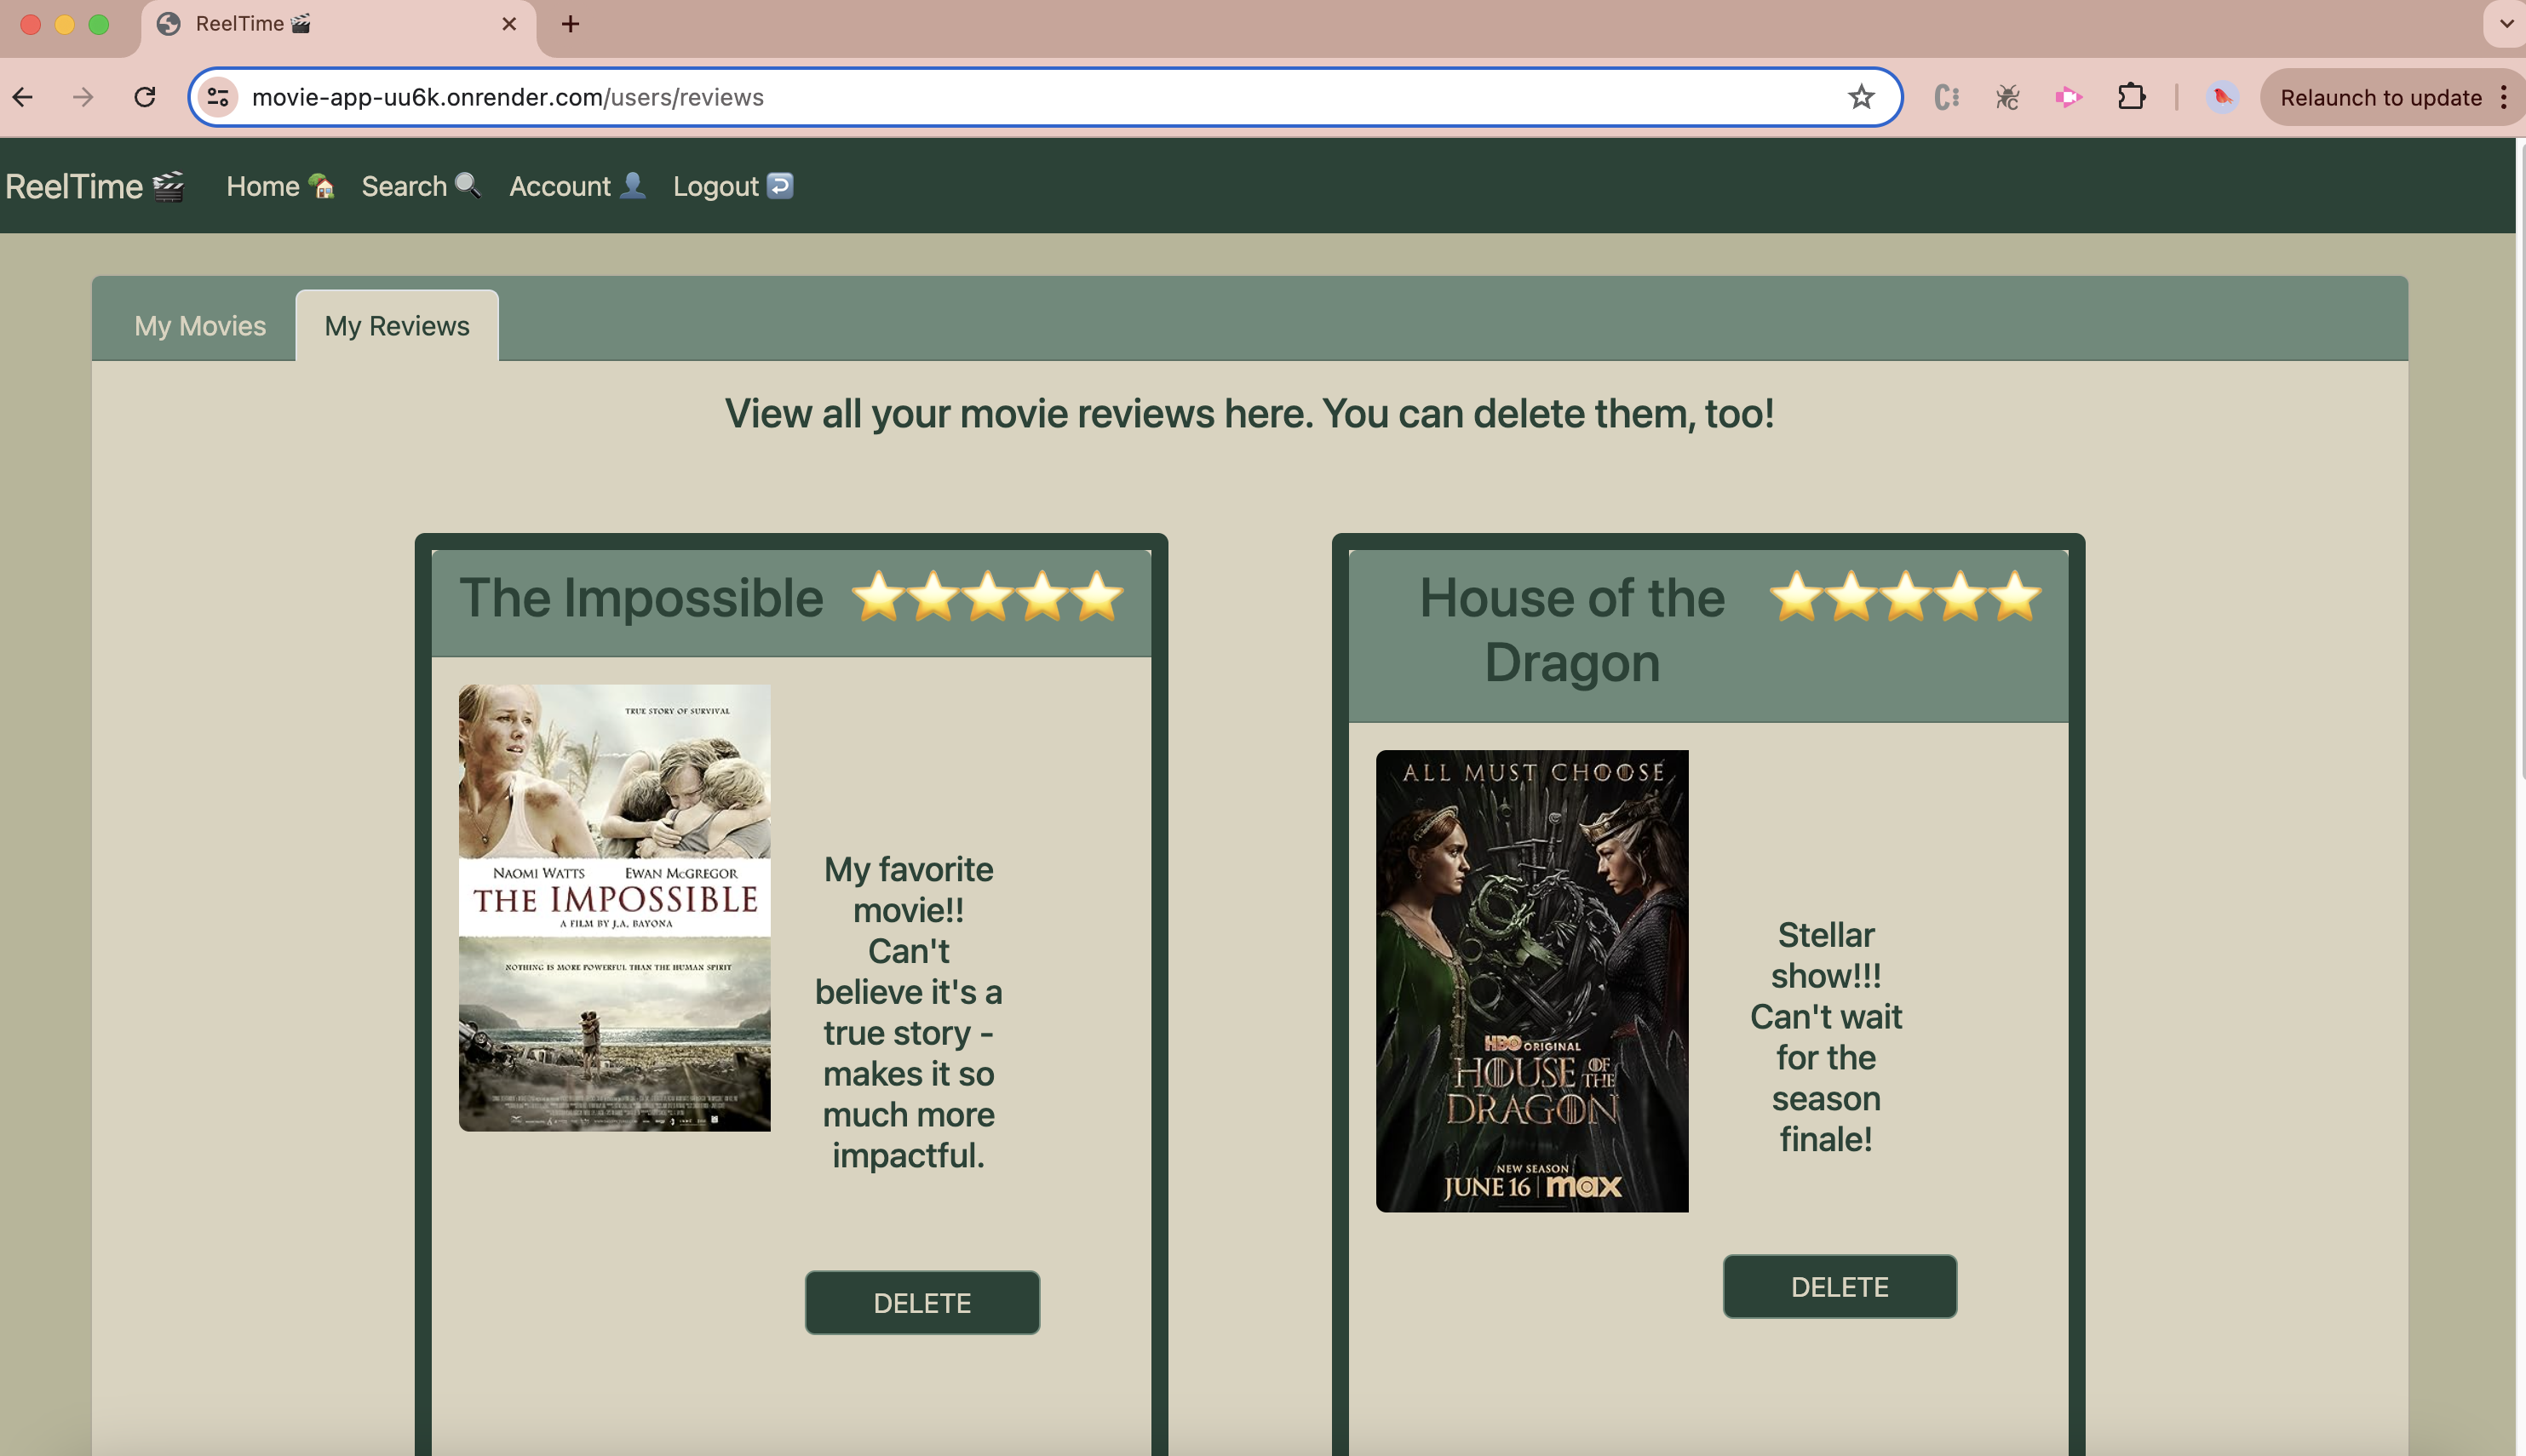 ReelTime 🎬
movie-app-uu6k.onrender.com/users/reviews
Relaunch to update
ReelTime 🎬 Home 🏡 Search 🔍 Account 👤 Logout ↩️
My Movies My Reviews
View all your movie reviews here. You can delete them, too!
The Impossible ⭐⭐⭐⭐⭐
TRUE STORY OF SURVIVAL
NAOMI WATTS EWAN McGREGOR
THE IMPOSSIBLE
A FILM BY J.A. BAYONA
NOTHING IS MORE POWERFUL THAN THE HUMAN SPIRIT
My favorite
movie!!
Can't
believe it's a
true story -
makes it so
much more
impactful.
DELETE
House of the ⭐⭐⭐⭐⭐
Dragon
ALL MUST CHOOSE
HBO ORIGINAL
HOUSE OF THE
DRAGON
NEW SEASON
JUNE 16 | max
Stellar
show!!!
Can't wait
for the
season
finale!
DELETE